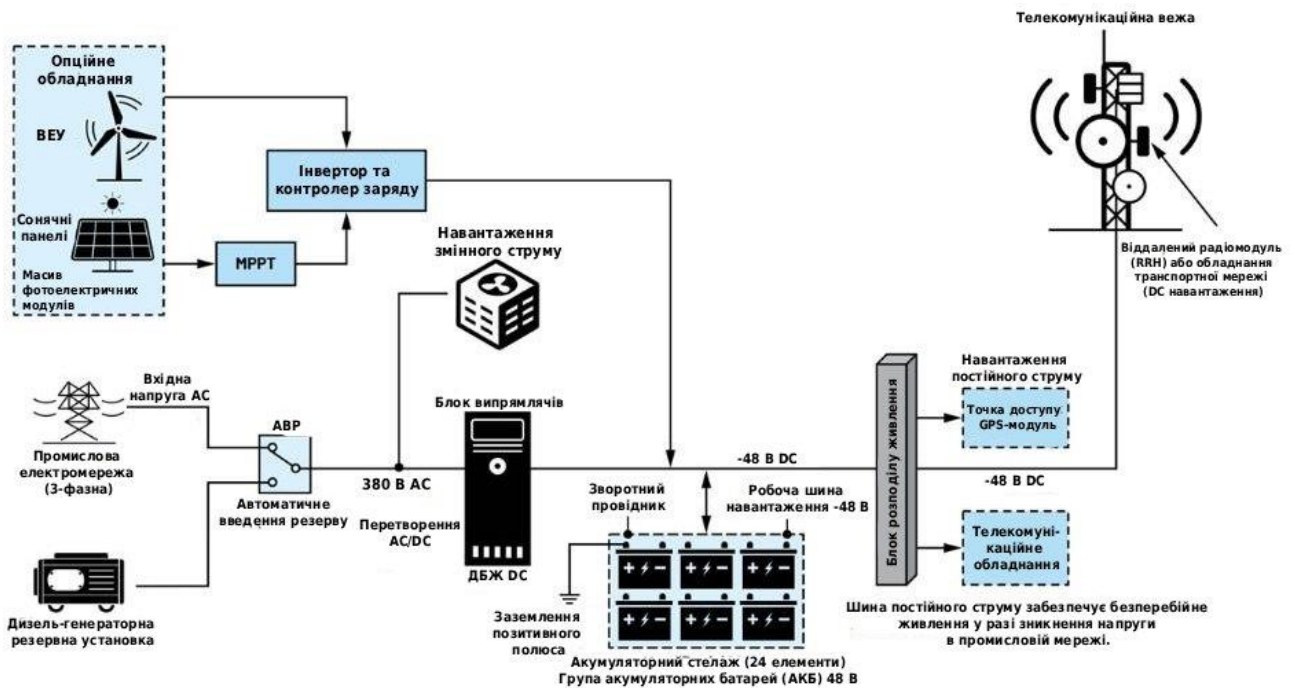 Телекомунікаційна вежа
Опційне
обладнання
ВЕУ
Сонячні
панелі
Масив
фотоелектричних
модулів
MPPT
Інвертор та
контролер заряду
Навантаження
змінного струму
Віддалений радіомодуль
(RRH) або обладнання
транспортної мережі
(DC навантаження)
Вхідна
напруга AC
Промислова
електромережа
(3-фазна)
АВР
Автоматичне
введення резерву
380 В AC
Блок випрямлячів
Перетворення
AC/DC
ДБЖ DC
Дизель-генераторна
резервна установка
-48 В DC
Зворотний
провідник
Робоча шина
навантаження -48 В
Заземлення
позитивного
полюса
Акумуляторний стелаж (24 елементи)
Група акумуляторних батарей (АКБ) 48 В
Блок розподілу живлення
Навантаження
постійного струму
Точка доступу
GPS-модуль
-48 В DC
Телекомуні-
каційне
обладнання
Шина постійного струму забезпечує безперебійне
живлення у разі зникнення напруги
в промисловій мережі.